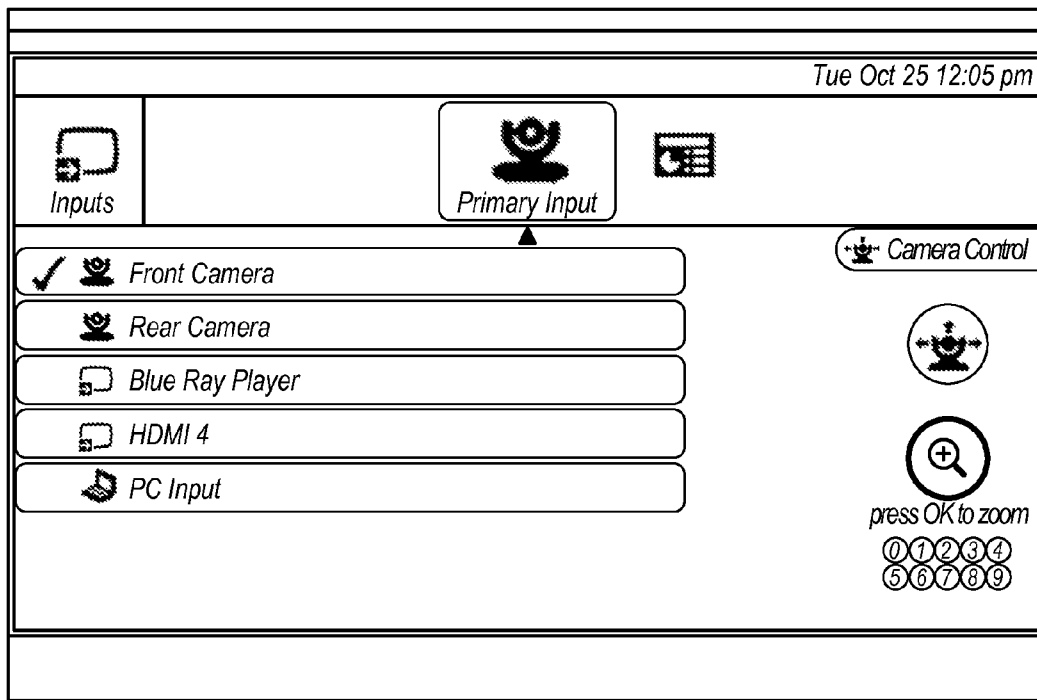 Tue Oct 25 12:05 pm
Inputs
Primary Input
Camera Control
Front Camera
Rear Camera
Blue Ray Player
HDMI 4
PC Input
press OK to zoom
0 1 2 3 4
5 6 7 8 9